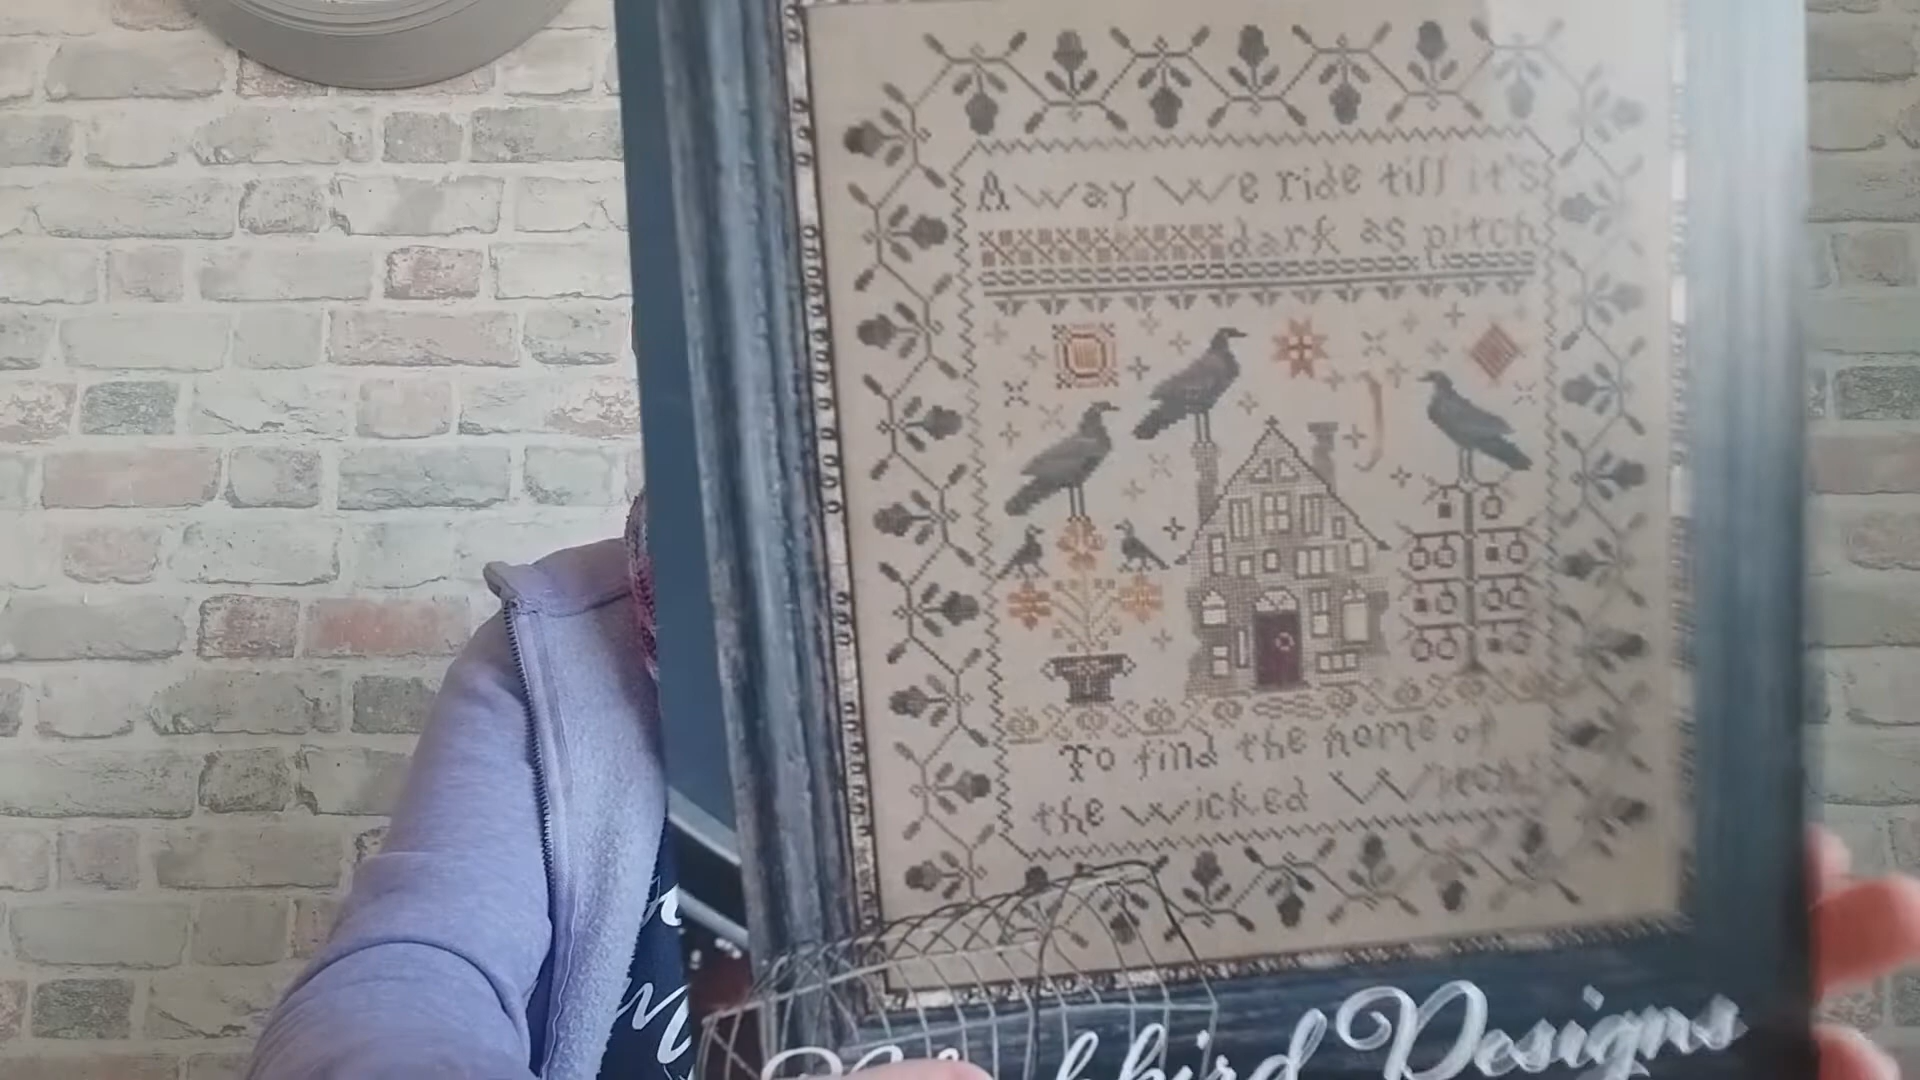 Away We ride till it's
dark as pitch
J
To find the home of
the wicked
Designs